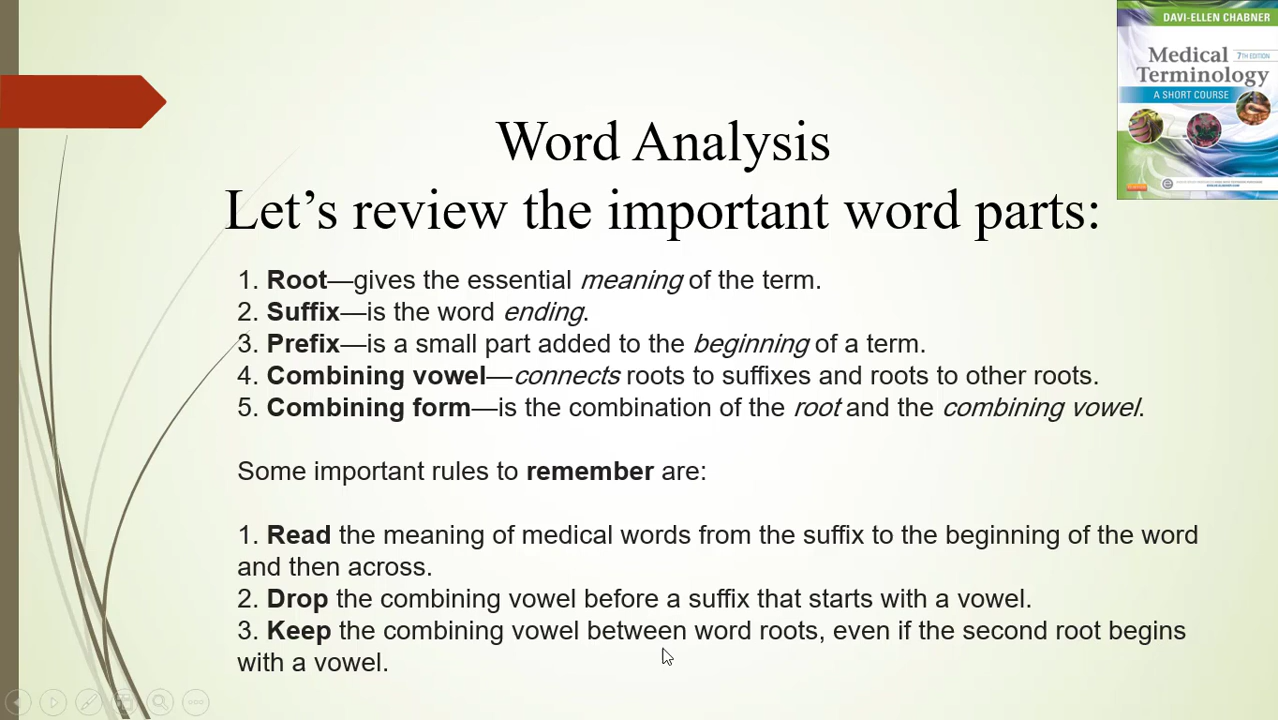 DAVI-ELLEN CHABNER
Medical 7TH EDITION
Terminology
A SHORT COURSE
Word Analysis
Let’s review the important word parts:
1. Root—gives the essential meaning of the term.
2. Suffix—is the word ending.
3. Prefix—is a small part added to the beginning of a term.
4. Combining vowel—connects roots to suffixes and roots to other roots.
5. Combining form—is the combination of the root and the combining vowel.
Some important rules to remember are:
1. Read the meaning of medical words from the suffix to the beginning of the word
and then across.
2. Drop the combining vowel before a suffix that starts with a vowel.
3. Keep the combining vowel between word roots, even if the second root begins
with a vowel.